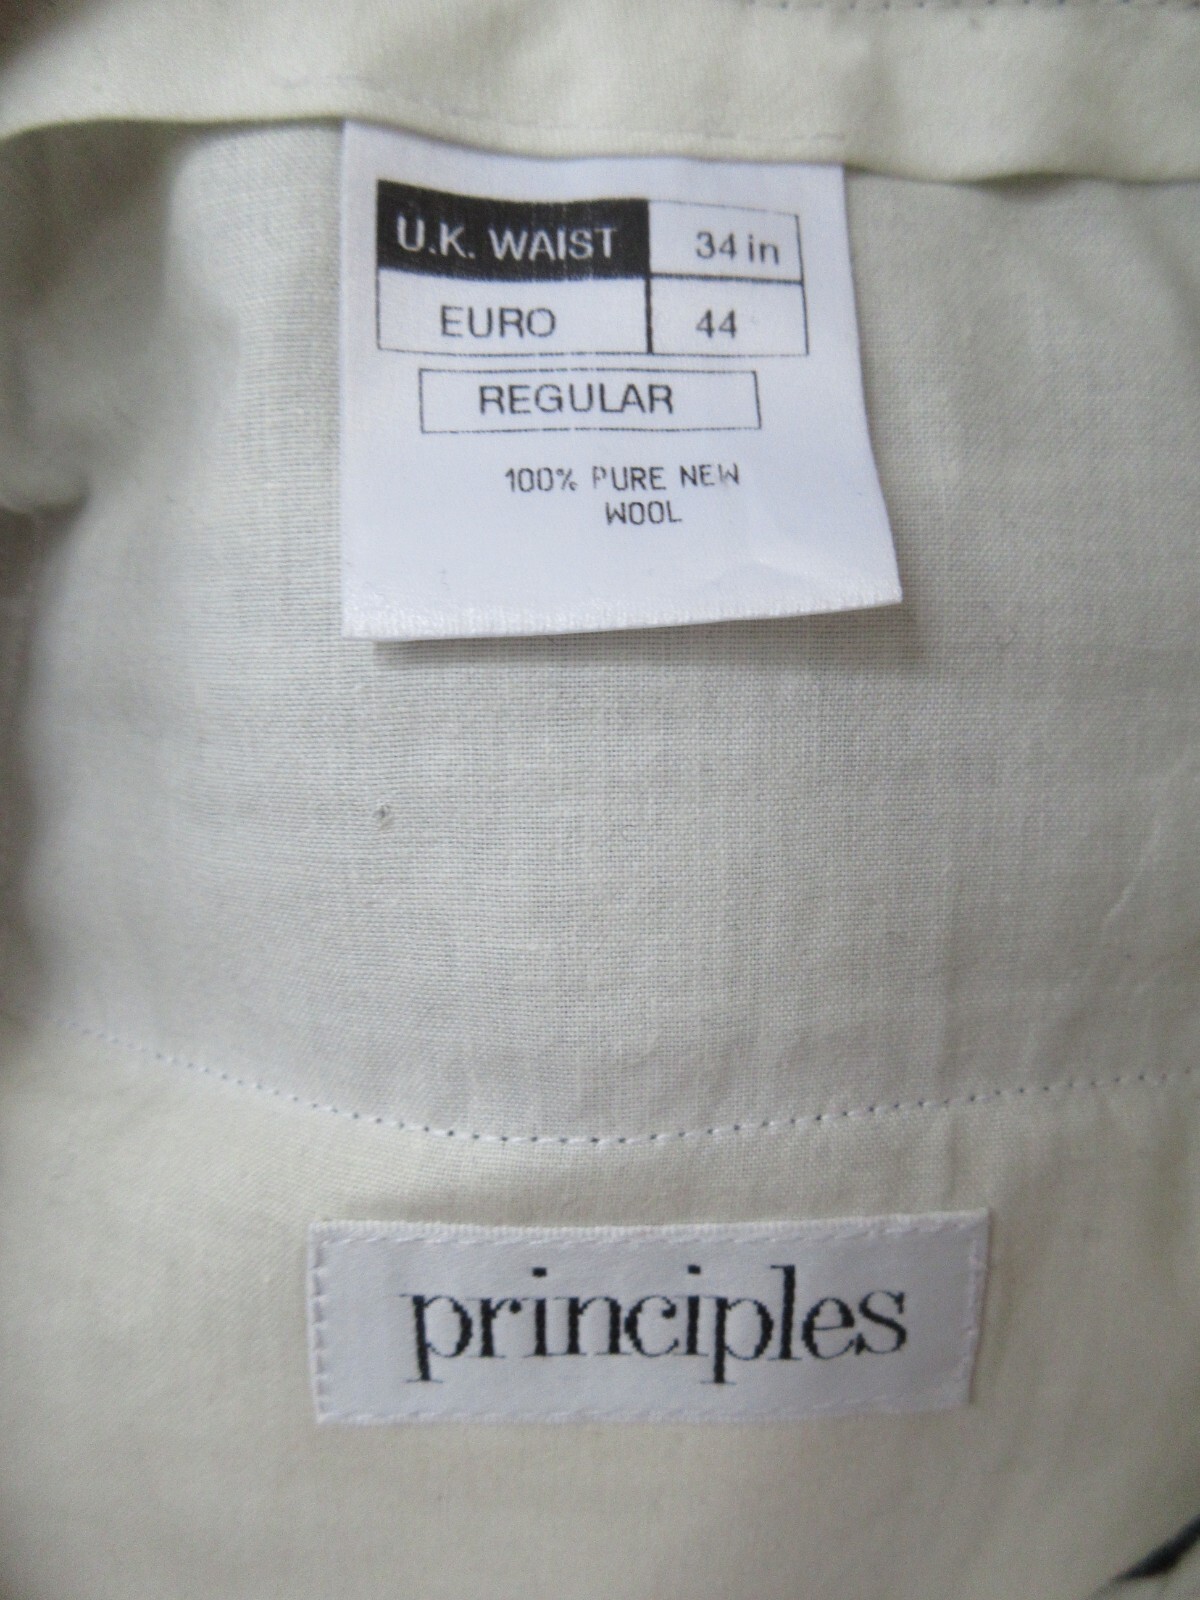 U.K. WAIST 34 in
EURO 44
REGULAR
100% PURE NEW
WOOL
principles